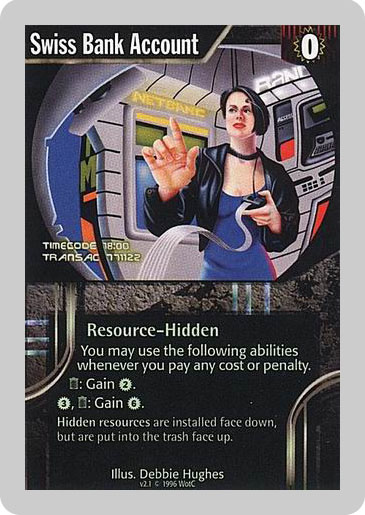 Swiss Bank Account
0
NETBANC
BANC
TIMECODE 18:00
TRANSAC 771122
Resource-Hidden
You may use the following abilities
whenever you pay any cost or penalty.
: Gain 2.
3, : Gain 6.
Hidden resources are installed face down,
but are put into the trash face up.
Illus. Debbie Hughes
v2.1 © 1996 WotC